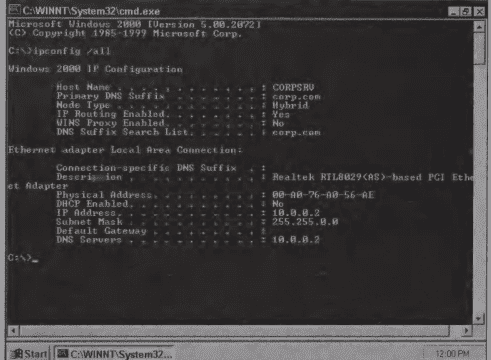 C:\WINNT\System32\cmd.exe
Microsoft Windows 2000 [Version 5.00.2072]
(C) Copyright 1985-1999 Microsoft Corp.
C:\>ipconfig /all
Windows 2000 IP Configuration
Host Name . . . . . . . . . . . . : CORPSRV
Primary DNS Suffix . . . . . . . : corp.com
Node Type . . . . . . . . . . . . : Hybrid
IP Routing Enabled. . . . . . . . : Yes
WINS Proxy Enabled. . . . . . . . : No
DNS Suffix Search List. . . . . . : corp.com
Ethernet adapter Local Area Connection:
Connection-specific DNS Suffix . :
Description . . . . . . . . . . . : Realtek RTL8029(AS)-based PCI Ethe
et Adapter
Physical Address. . . . . . . . . : 00-A0-76-A0-56-AE
DHCP Enabled. . . . . . . . . . . : No
IP Address. . . . . . . . . . . . : 10.0.0.2
Subnet Mask . . . . . . . . . . . : 255.255.0.0
Default Gateway . . . . . . . . . :
DNS Servers . . . . . . . . . . . : 10.0.0.2
C:\>_
Start C:\WINNT\System32... 12:00 PM